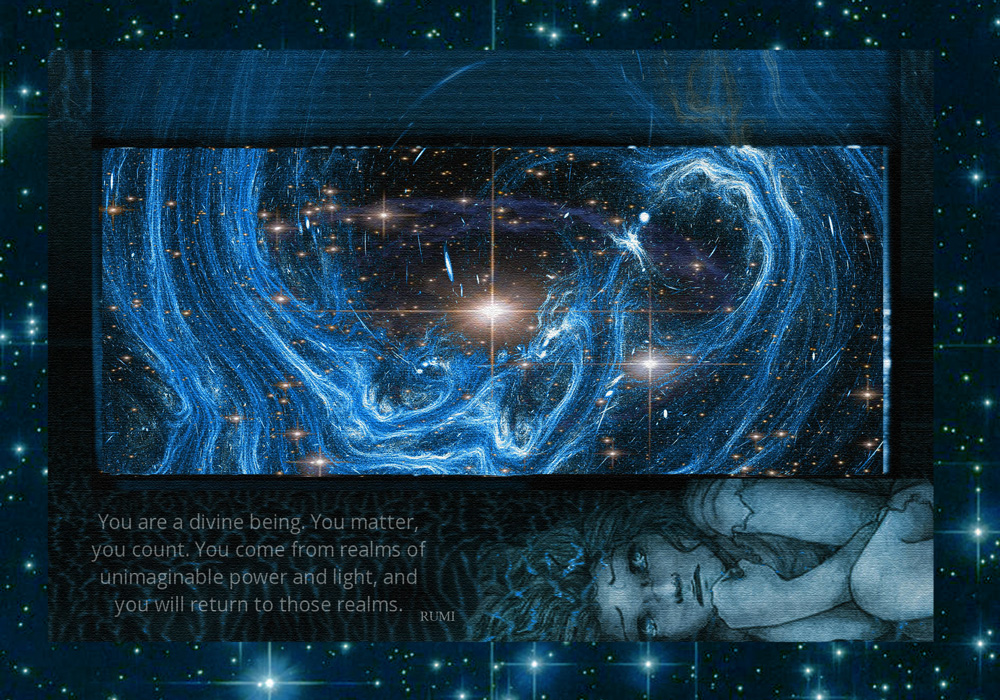 You are a divine being. You matter,
you count. You come from realms of
unimaginable power and light, and
you will return to those realms.
RUMI